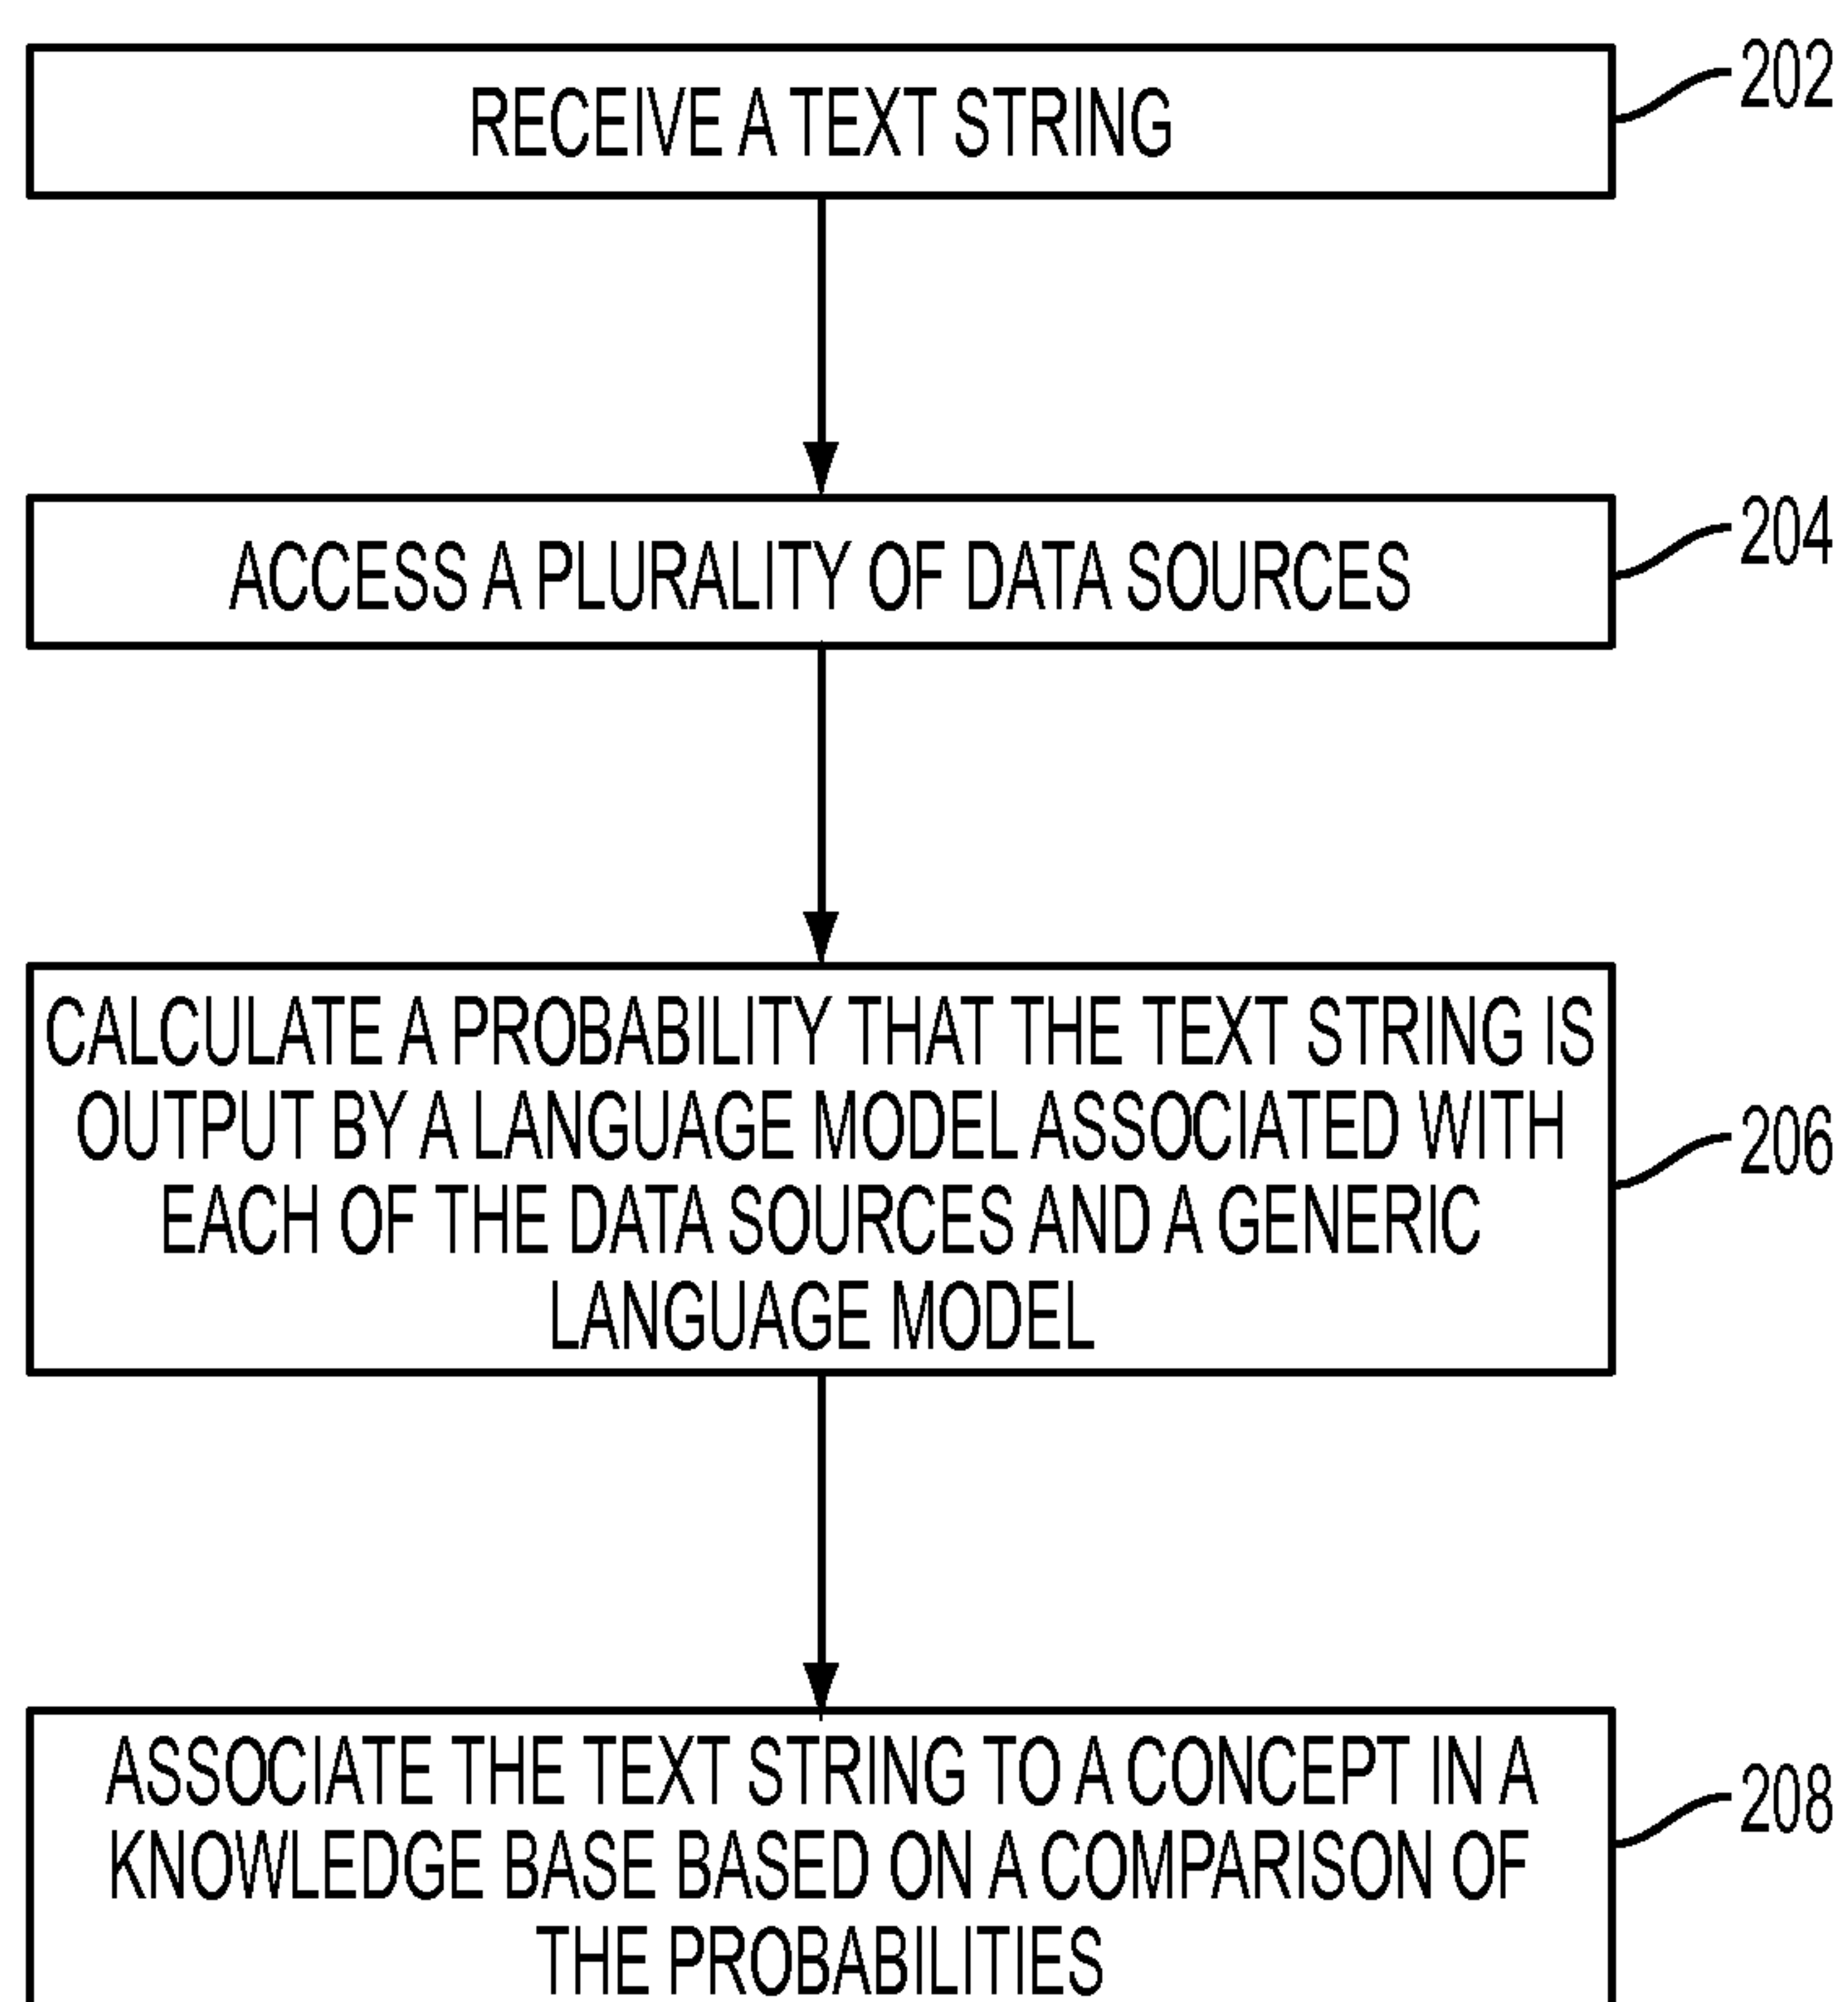 RECEIVE A TEXT STRING
202
ACCESS A PLURALITY OF DATA SOURCES
204
CALCULATE A PROBABILITY THAT THE TEXT STRING IS
OUTPUT BY A LANGUAGE MODEL ASSOCIATED WITH
EACH OF THE DATA SOURCES AND A GENERIC
LANGUAGE MODEL
206
ASSOCIATE THE TEXT STRING TO A CONCEPT IN A
KNOWLEDGE BASE BASED ON A COMPARISON OF
THE PROBABILITIES
208